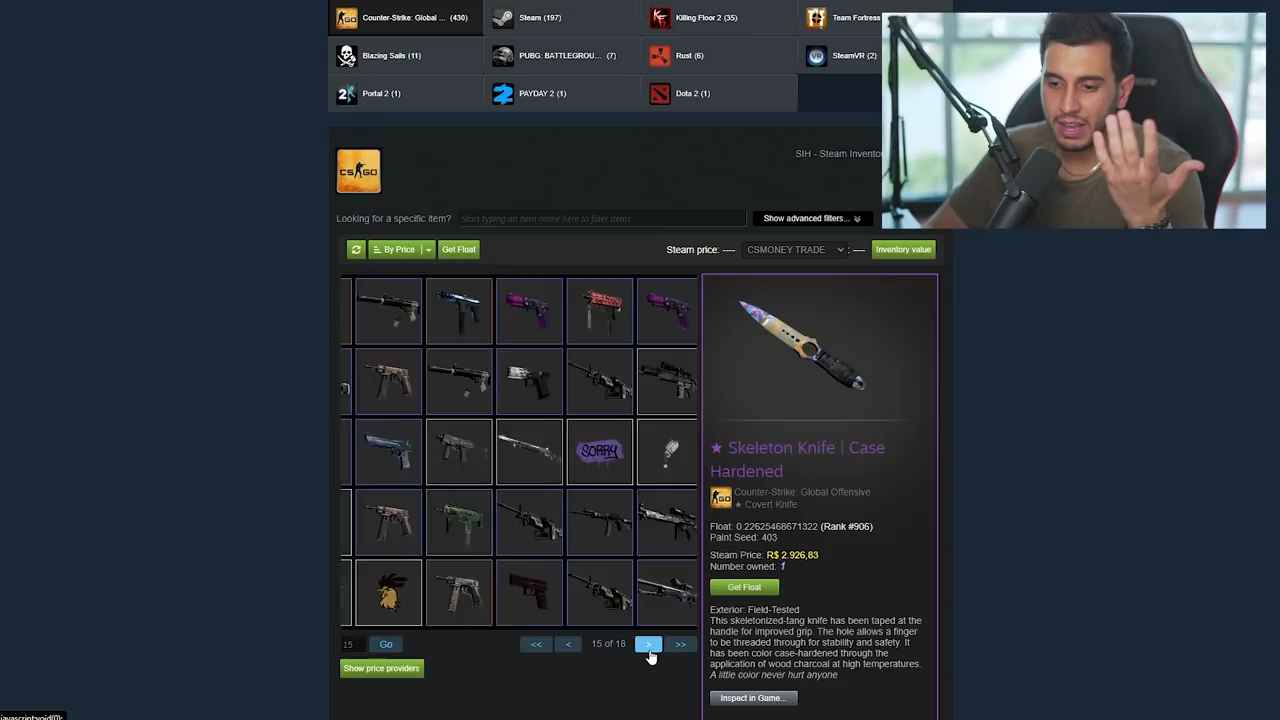 Counter-Strike: Global ... (430)
Steam (197)
Killing Floor 2 (35)
Team Fortress
Blazing Sails (11)
PUBG: BATTLEGROU... (7)
Rust (6)
SteamVR (2)
Portal 2 (1)
PAYDAY 2 (1)
Dota 2 (1)
CS GO
SIH - Steam Invento
Looking for a specific item?
Start typing an item name here to filter items
Show advanced filters...
By Price
Get Float
Steam price: ----
CSMONEY TRADE
: ----
Inventory value
SORRY
★ Skeleton Knife | Case
Hardened
Counter-Strike: Global Offensive
★ Covert Knife
Float: 0.22625468671322 (Rank #906)
Paint Seed: 403
Steam Price: R$ 2.926,83
Number owned: 1
Get Float
Exterior: Field-Tested
This skeletonized-tang knife has been taped at the
handle for improved grip. The hole allows a finger
to be threaded through for stability and safety. It
has been color case-hardened through the
application of wood charcoal at high temperatures.
A little color never hurt anyone
Inspect in Game...
15
Go
<<
<
15 of 18
>
>>
Show price providers
javascript:void(0);